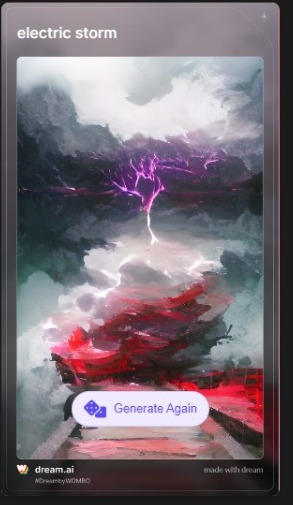 electric storm
Generate Again
dream.ai
made with dream
#DreambyWOMBO